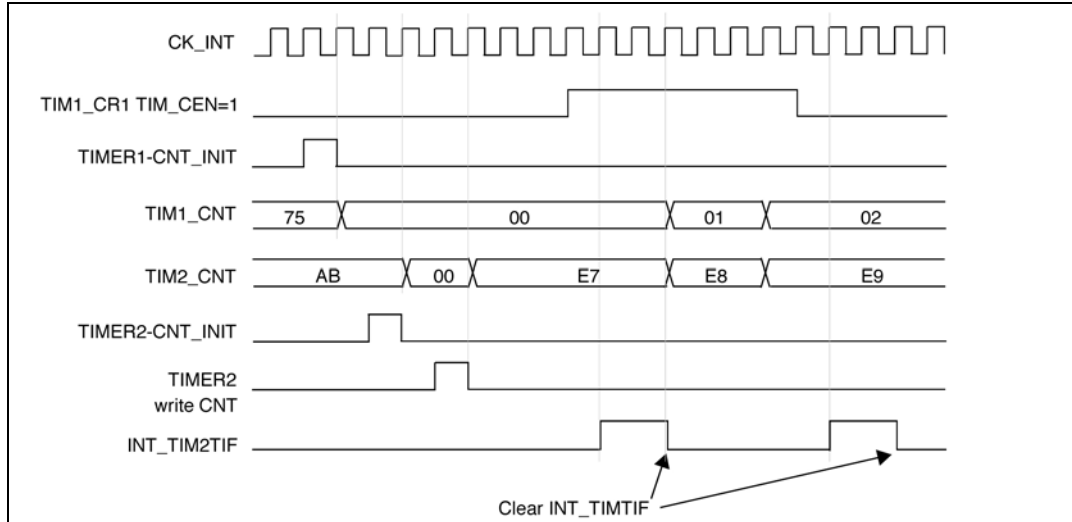 CK_INT
TIM1_CR1 TIM_CEN=1
TIMER1-CNT_INIT
TIM1_CNT 75 00 01 02
TIM2_CNT AB 00 E7 E8 E9
TIMER2-CNT_INIT
TIMER2
write CNT
INT_TIM2TIF
Clear INT_TIMTIF